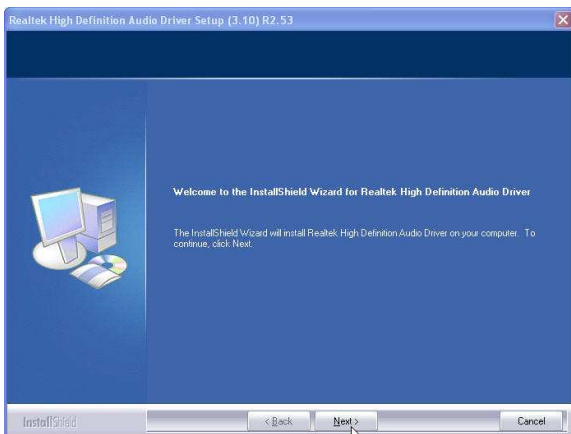 Realtek High Definition Audio Driver Setup (3.10) R2.53
Welcome to the InstallShield Wizard for Realtek High Definition Audio Driver
The InstallShield Wizard will install Realtek High Definition Audio Driver on your computer. To
continue, click Next.
InstallShield
< Back
Next >
Cancel